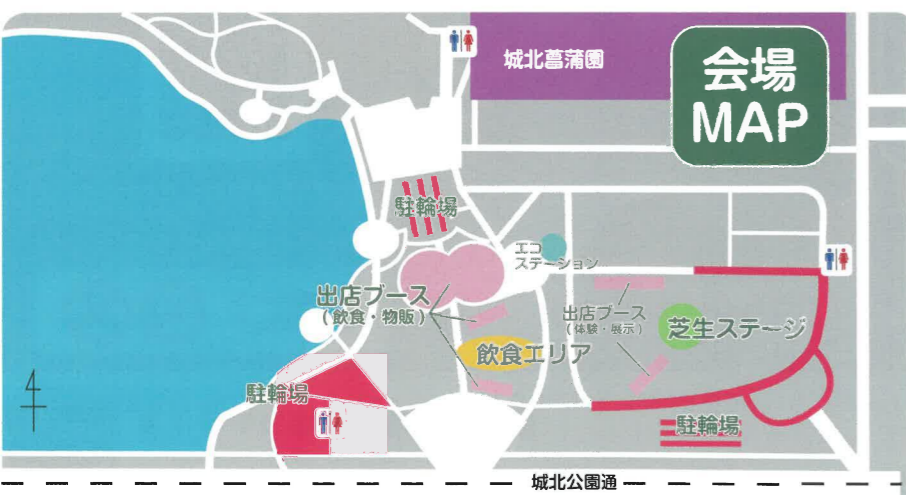 城北菖蒲園
会場
MAP
駐輪場
エコ
ステーション
出店ブース
(飲食・物販)
出店ブース
(体験・展示)
芝生ステージ
飲食エリア
駐輪場
駐輪場
4
城北公園通